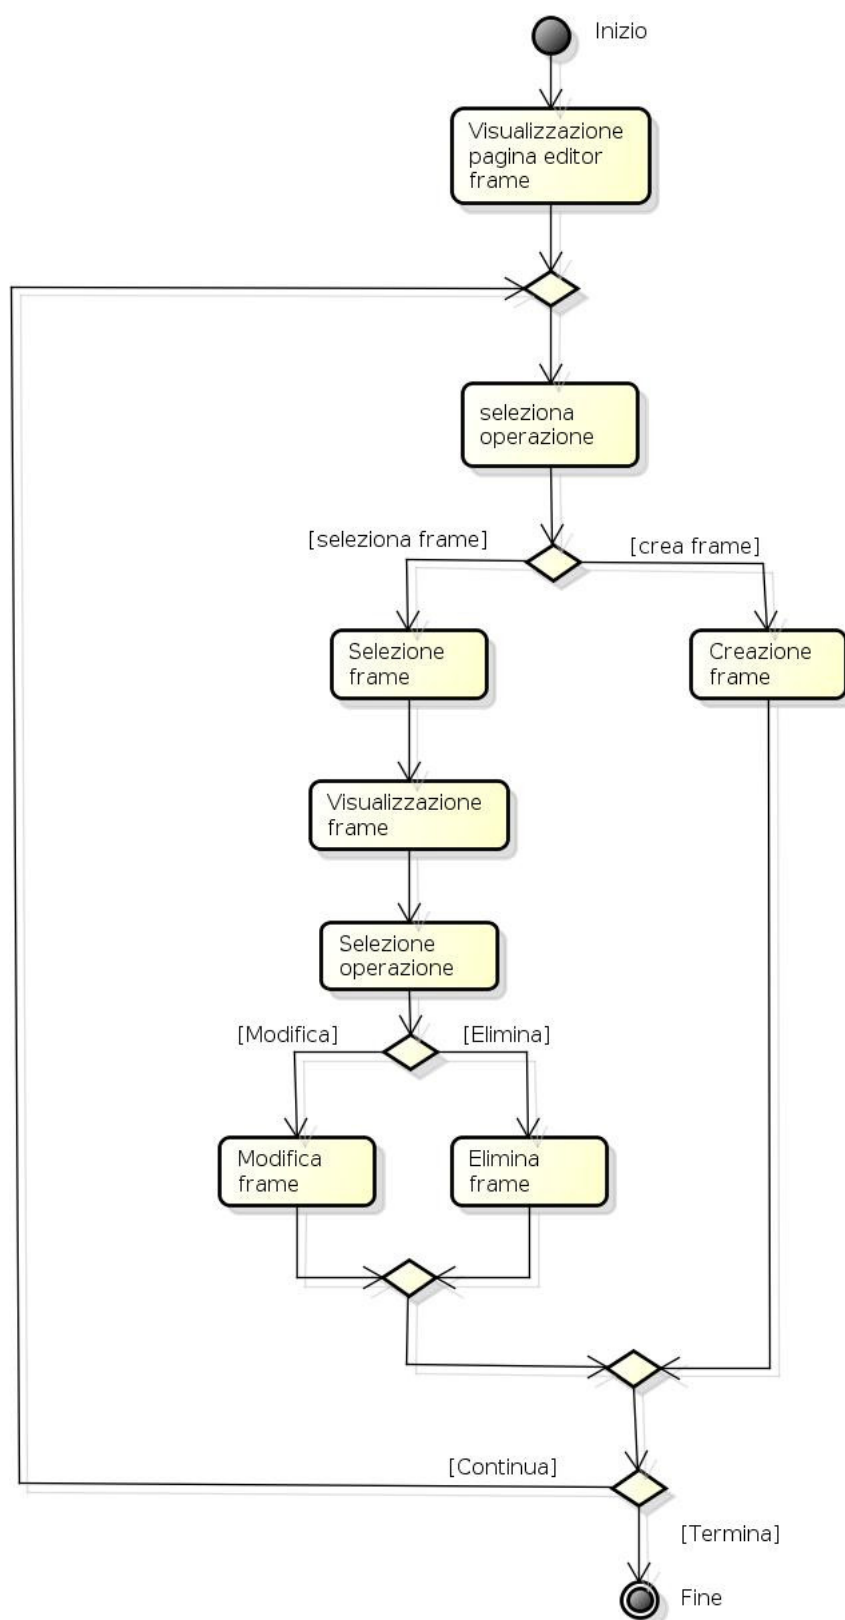 Inizio
Visualizzazione
pagina editor
frame
seleziona
operazione
[seleziona frame]
[crea frame]
Selezione
frame
Creazione
frame
Visualizzazione
frame
Selezione
operazione
[Modifica]
[Elimina]
Modifica
frame
Elimina
frame
[Continua]
[Termina]
Fine